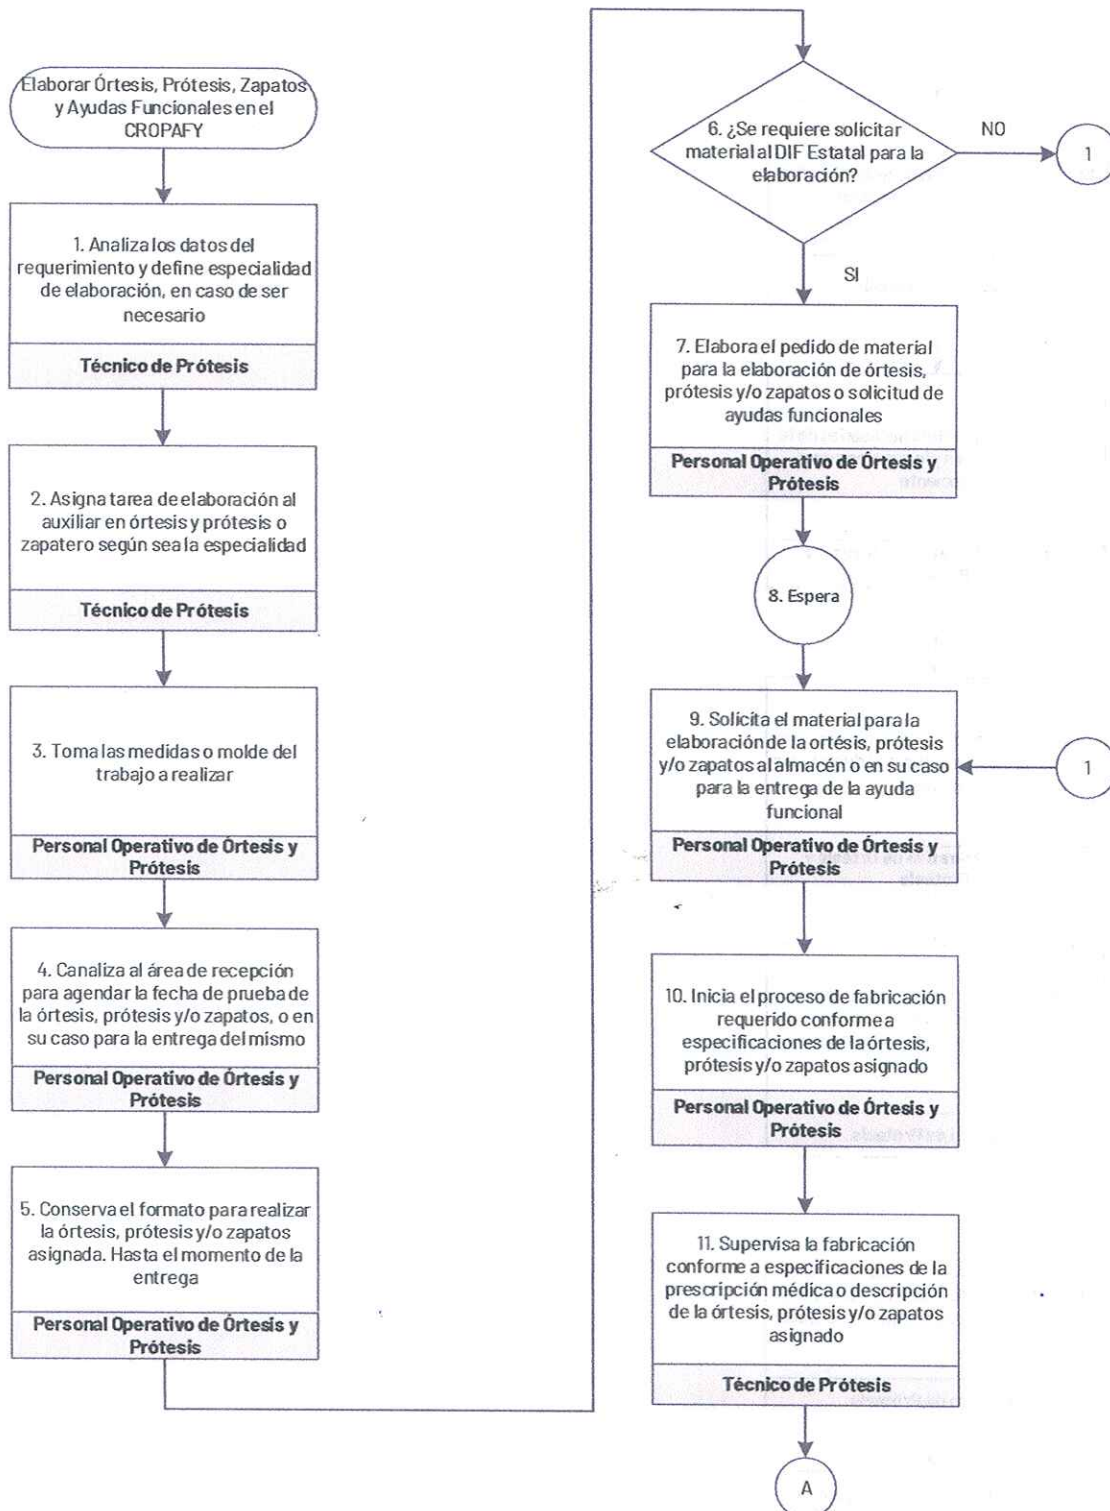 Elaborar Órtesis, Prótesis, Zapatos
y Ayudas Funcionales en el
CROPAFY
1. Analiza los datos del
requerimiento y define especialidad
de elaboración, en caso de ser
necesario
Técnico de Prótesis
2. Asigna tarea de elaboración al
auxiliar en órtesis y prótesis o
zapatero según sea la especialidad
Técnico de Prótesis
3. Toma las medidas o molde del
trabajo a realizar
Personal Operativo de Órtesis y
Prótesis
4. Canaliza al área de recepción
para agendar la fecha de prueba de
la órtesis, prótesis y/o zapatos, o en
su caso para la entrega del mismo
Personal Operativo de Órtesis y
Prótesis
5. Conserva el formato para realizar
la órtesis, prótesis y/o zapatos
asignada. Hasta el momento de la
entrega
Personal Operativo de Órtesis y
Prótesis
6. ¿Se requiere solicitar
material al DIF Estatal para la
elaboración?
NO
1
SI
7. Elabora el pedido de material
para la elaboración de órtesis,
prótesis y/o zapatos o solicitud de
ayudas funcionales
Personal Operativo de Órtesis y
Prótesis
8. Espera
9. Solicita el material para la
elaboración de la ortésis, prótesis
y/o zapatos al almacén o en su caso
para la entrega de la ayuda
funcional
1
Personal Operativo de Órtesis y
Prótesis
10. Inicia el proceso de fabricación
requerido conforme a
especificaciones de la órtesis,
prótesis y/o zapatos asignado
Personal Operativo de Órtesis y
Prótesis
11. Supervisa la fabricación
conforme a especificaciones de la
prescripción médica o descripción
de la órtesis, prótesis y/o zapatos
asignado
Técnico de Prótesis
A